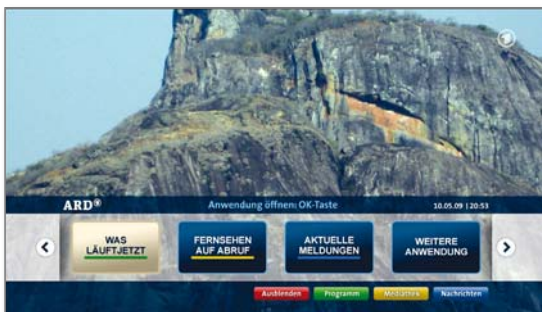 ARD
Anwendung öffnen: OK-Taste
10.05.09 | 20:53
WAS
LÄUFTJETZT
FERNSEHEN
AUF ABRUF
AKTUELLE
MELDUNGEN
WEITERE
ANWENDUNG
Ausblenden
Programm
Mediathek
Nachrichten